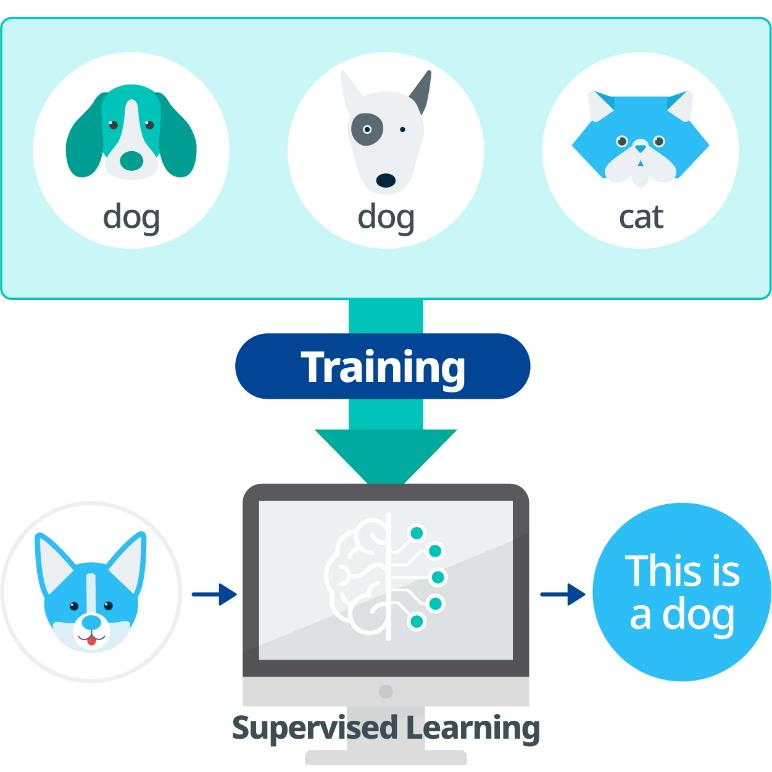 dog
dog
cat
Training
This is
a dog
Supervised Learning